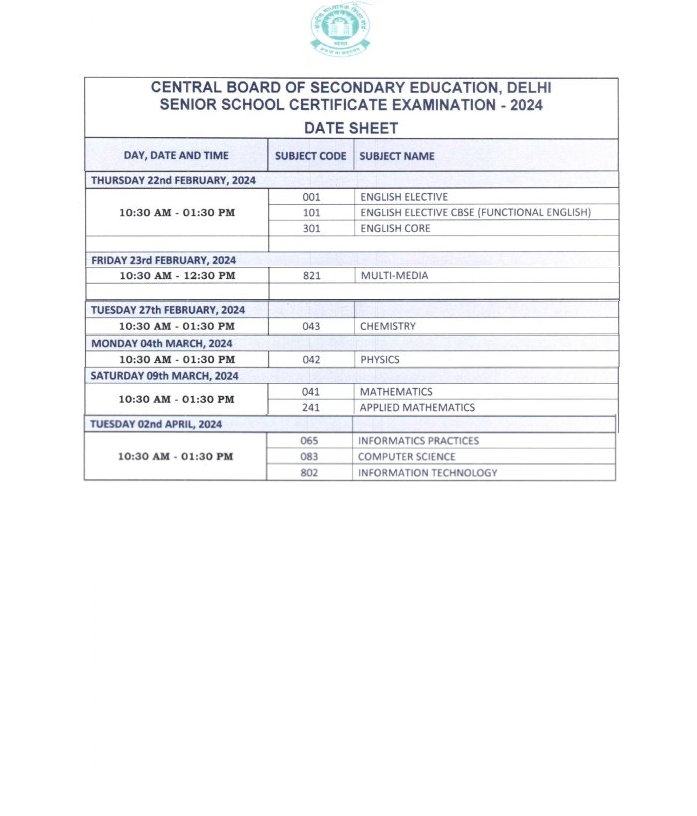 CENTRAL BOARD OF SECONDARY EDUCATION, DELHI
SENIOR SCHOOL CERTIFICATE EXAMINATION - 2024
DATE SHEET
DAY, DATE AND TIME SUBJECT CODE SUBJECT NAME
THURSDAY 22nd FEBRUARY, 2024
10:30 AM - 01:30 PM
001 ENGLISH ELECTIVE
101 ENGLISH ELECTIVE CBSE (FUNCTIONAL ENGLISH)
301 ENGLISH CORE
FRIDAY 23rd FEBRUARY, 2024
10:30 AM - 12:30 PM 821 MULTI-MEDIA
TUESDAY 27th FEBRUARY, 2024
10:30 AM - 01:30 PM 043 CHEMISTRY
MONDAY 04th MARCH, 2024
10:30 AM - 01:30 PM 042 PHYSICS
SATURDAY 09th MARCH, 2024
10:30 AM - 01:30 PM
041 MATHEMATICS
241 APPLIED MATHEMATICS
TUESDAY 02nd APRIL, 2024
10:30 AM - 01:30 PM
065 INFORMATICS PRACTICES
083 COMPUTER SCIENCE
802 INFORMATION TECHNOLOGY